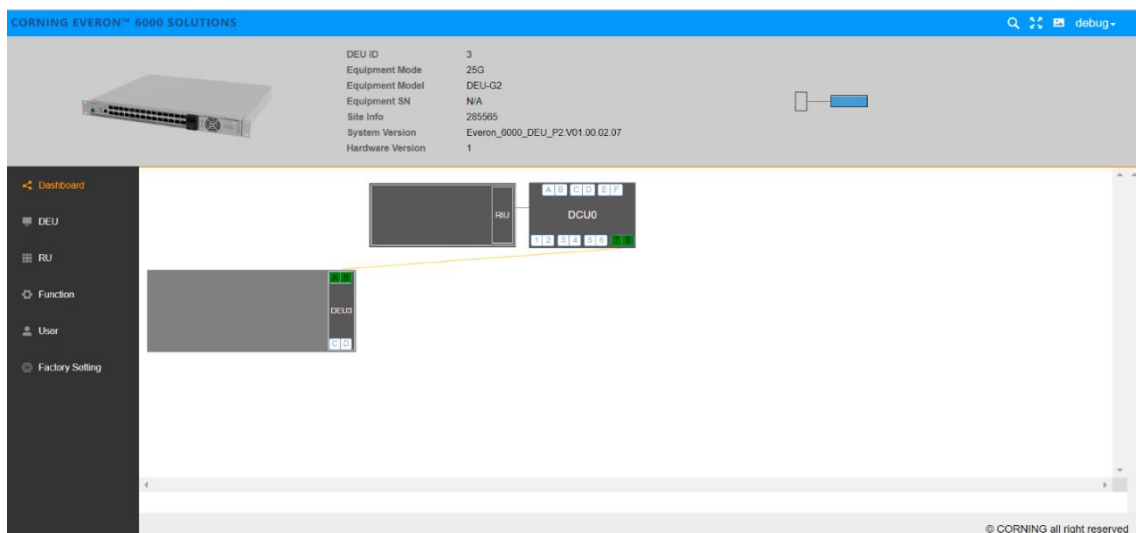 CORNING EVERON™ 6000 SOLUTIONS
debug
DEU ID 3
Equipment Mode 25G
Equipment Model DEU-G2
Equipment SN N/A
Site Info 285565
System Version Everon_6000_DEU_P2.V01.00.02.07
Hardware Version 1
Dashboard
DEU
RU
Function
User
Factory Setting
A B C D E F
RIU
DCU0
1 2 3 4 5 6 7 8
A B
DEU3
C D
© CORNING all right reserved